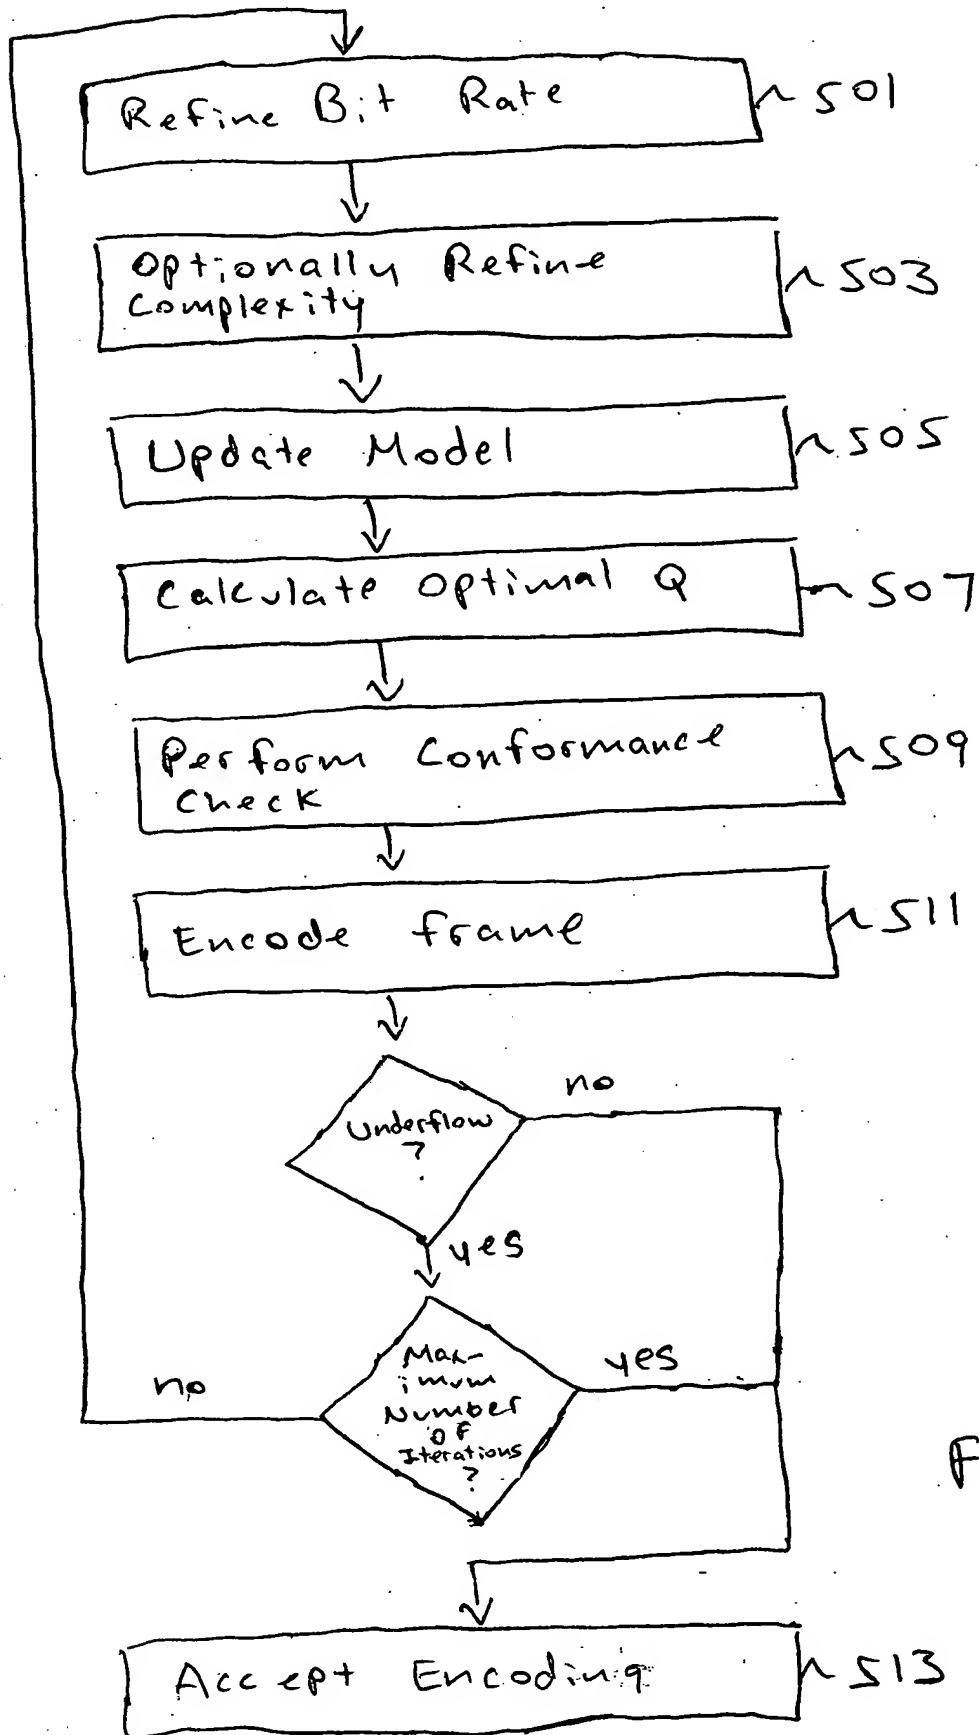 Refine Bit Rate
501
Optionally Refine
Complexity
503
Update Model
505
Calculate Optimal Q
507
Perform Conformance
Check
509
Encode frame
511
Underflow
?
no
yes
Max-
imum
Number
of
Iterations
?
yes
no
F
Accept Encoding
513